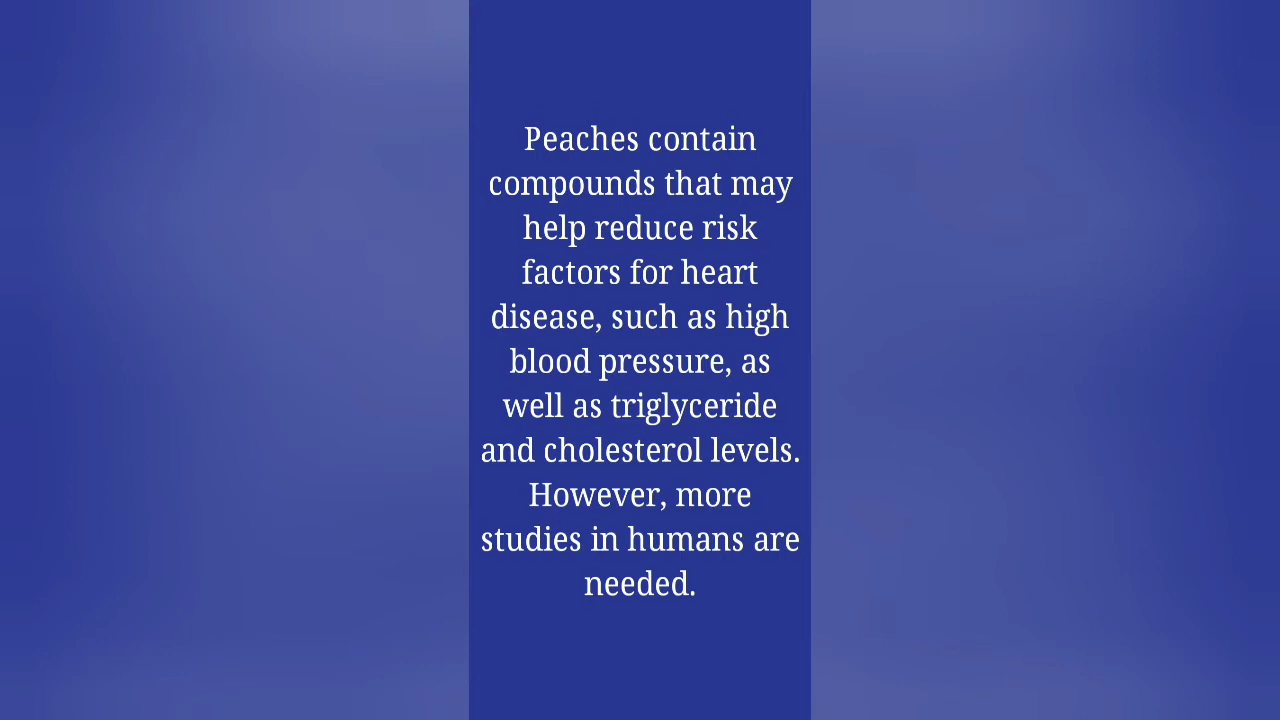 Peaches contain
compounds that may
help reduce risk
factors for heart
disease, such as high
blood pressure, as
well as triglyceride
and cholesterol levels.
However, more
studies in humans are
needed.